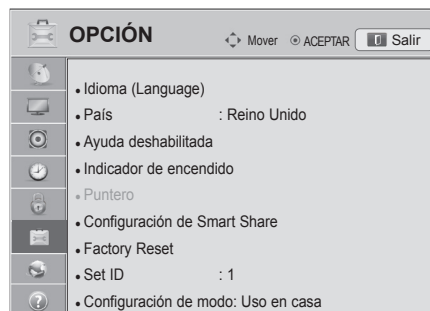 OPCIÓN
Mover ACEPTAR Salir
• Idioma (Language)
• País : Reino Unido
• Ayuda deshabilitada
• Indicador de encendido
• Puntero
• Configuración de Smart Share
• Factory Reset
• Set ID : 1
• Configuración de modo: Uso en casa